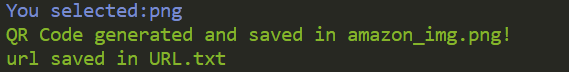 You selected:png
QR Code generated and saved in amazon_img.png!
url saved in URL.txt